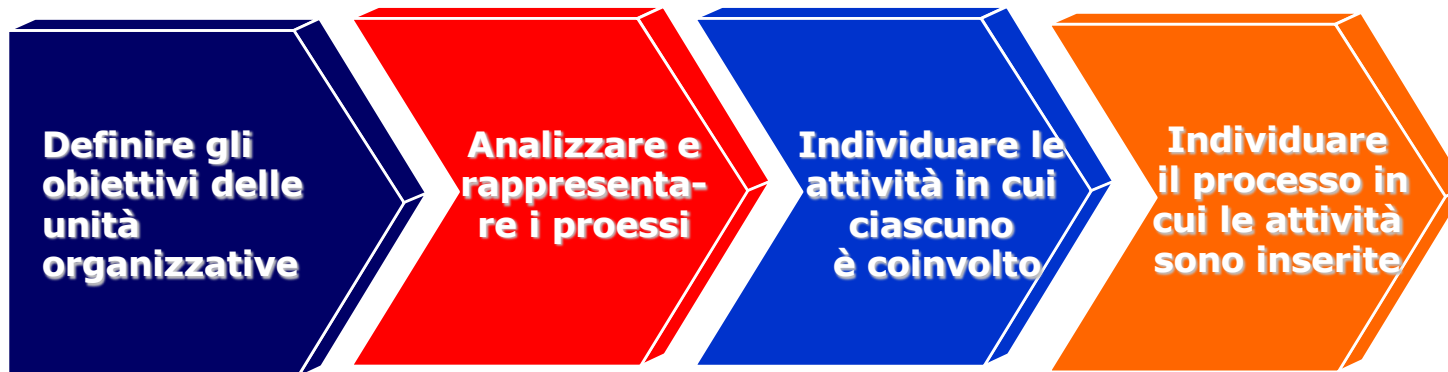 Definire gli
obiettivi delle
unità
organizzative
Analizzare e
rappresenta-
re i proessi
Individuare le
attività in cui
ciascuno
è coinvolto
Individuare
il processo in
cui le attività
sono inserite